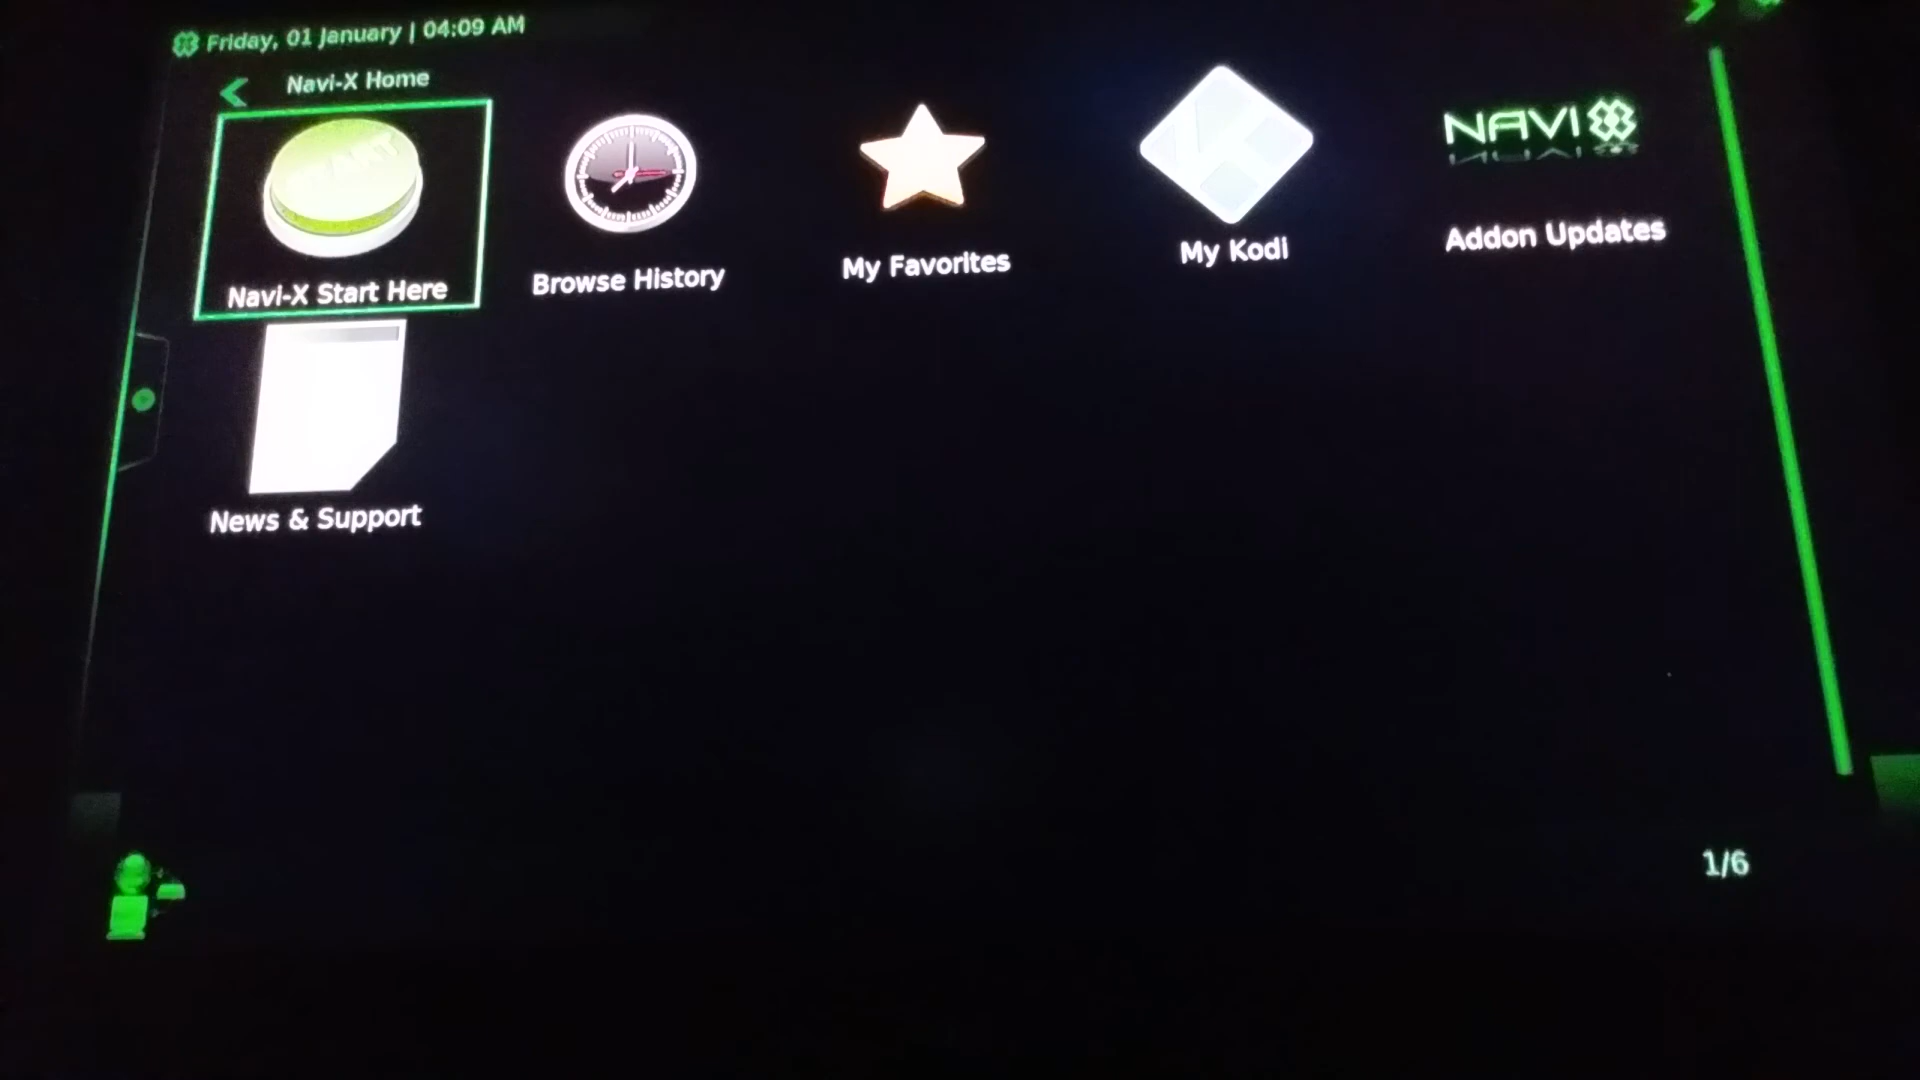 Friday, 01 January | 04:09 AM
Navi-X Home
START
Navi-X Start Here
Browse History
My Favorites
My Kodi
NAVI
Addon Updates
News & Support
1/6